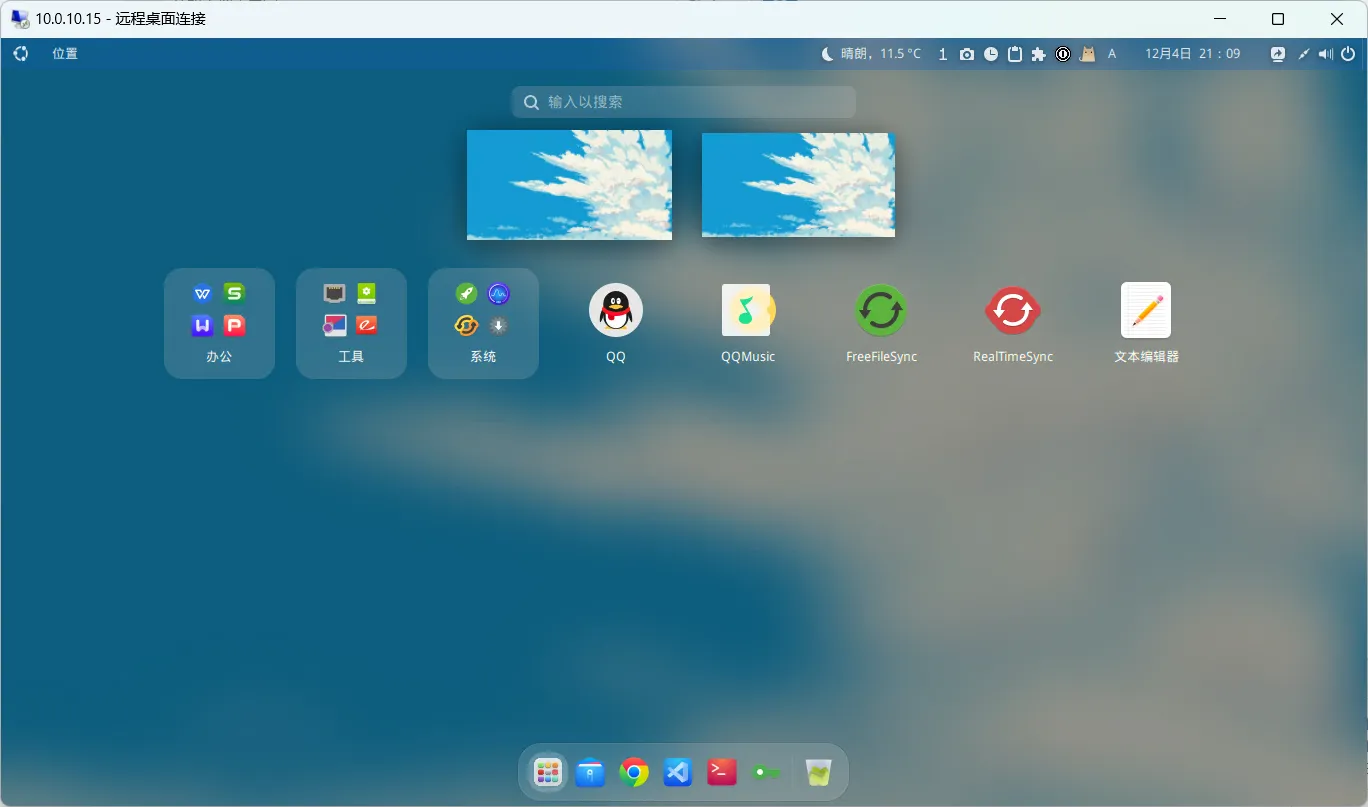 10.0.10.15 - 远程桌面连接
位置
晴朗，11.5 °C
1
A
12月4日 21：09
输入以搜索
办公
工具
系统
QQ
QQMusic
FreeFileSync
RealTimeSync
文本编辑器